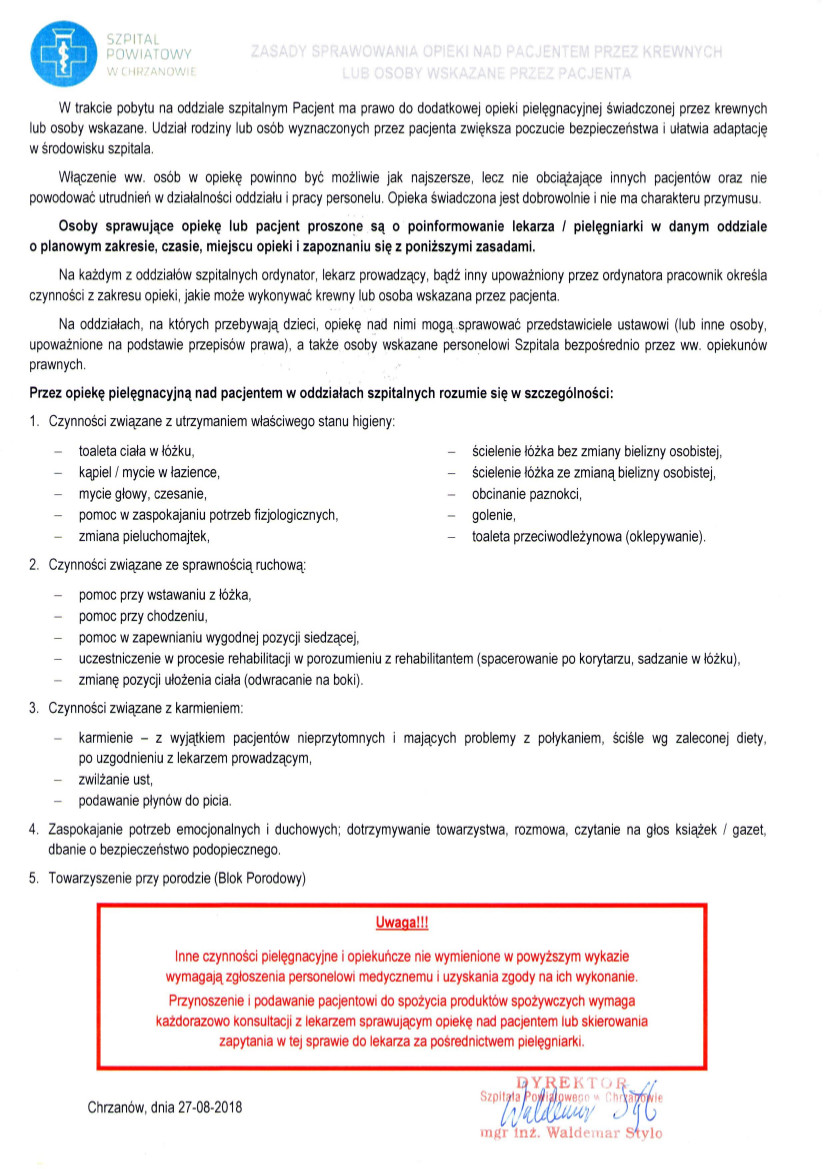 SZPITAL
POWIATOWY
W CHRZANOWIE
ZASADY SPRAWOWANIA OPIEKI NAD PACJENTEM PRZEZ KREWNYCH
LUB OSOBY WSKAZANE PRZEZ PACJENTA
W trakcie pobytu na oddziale szpitalnym Pacjent ma prawo do dodatkowej opieki pielęgnacyjnej świadczonej przez krewnych
lub osoby wskazane. Udział rodziny lub osób wyznaczonych przez pacjenta zwiększa poczucie bezpieczeństwa i ułatwia adaptację
w środowisku szpitala.
Włączenie ww. osób w opiekę powinno być możliwie jak najszersze, lecz nie obciążające innych pacjentów oraz nie
powodować utrudnień w działalności oddziału i pracy personelu. Opieka świadczona jest dobrowolnie i nie ma charakteru przymusu.
Osoby sprawujące opiekę lub pacjent proszone są o poinformowanie lekarza / pielęgniarki w danym oddziale
o planowym zakresie, czasie, miejscu opieki i zapoznaniu się z poniższymi zasadami.
Na każdym z oddziałów szpitalnych ordynator, lekarz prowadzący, bądź inny upoważniony przez ordynatora pracownik określa
czynności z zakresu opieki, jakie może wykonywać krewny lub osoba wskazana przez pacjenta.
Na oddziałach, na których przebywają dzieci, opiekę nad nimi mogą sprawować przedstawiciele ustawowi (lub inne osoby,
upoważnione na podstawie przepisów prawa), a także osoby wskazane personelowi Szpitala bezpośrednio przez ww. opiekunów
prawnych.
Przez opiekę pielęgnacyjną nad pacjentem w oddziałach szpitalnych rozumie się w szczególności:
1. Czynności związane z utrzymaniem właściwego stanu higieny:
– toaleta ciała w łóżku,
– kąpiel / mycie w łazience,
– mycie głowy, czesanie,
– pomoc w zaspokajaniu potrzeb fizjologicznych,
– zmiana pieluchomajtek,
– ścielenie łóżka bez zmiany bielizny osobistej,
– ścielenie łóżka ze zmianą bielizny osobistej,
– obcinanie paznokci,
– golenie,
– toaleta przeciwodleżynowa (oklepywanie).
2. Czynności związane ze sprawnością ruchową:
– pomoc przy wstawaniu z łóżka,
– pomoc przy chodzeniu,
– pomoc w zapewnianiu wygodnej pozycji siedzącej,
– uczestniczenie w procesie rehabilitacji w porozumieniu z rehabilitantem (spacerowanie po korytarzu, sadzanie w łóżku),
– zmianę pozycji ułożenia ciała (odwracanie na boki).
3. Czynności związane z karmieniem:
– karmienie – z wyjątkiem pacjentów nieprzytomnych i mających problemy z połykaniem, ściśle wg zaleconej diety,
po uzgodnieniu z lekarzem prowadzącym,
– zwilżanie ust,
– podawanie płynów do picia.
4. Zaspokajanie potrzeb emocjonalnych i duchowych; dotrzymywanie towarzystwa, rozmowa, czytanie na głos książek / gazet,
dbanie o bezpieczeństwo podopiecznego.
5. Towarzyszenie przy porodzie (Blok Porodowy)
Uwaga!!!
Inne czynności pielęgnacyjne i opiekuńcze nie wymienione w powyższym wykazie
wymagają zgłoszenia personelowi medycznemu i uzyskania zgody na ich wykonanie.
Przynoszenie i podawanie pacjentowi do spożycia produktów spożywczych wymaga
każdorazowo konsultacji z lekarzem sprawującym opiekę nad pacjentem lub skierowania
zapytania w tej sprawie do lekarza za pośrednictwem pielęgniarki.
Chrzanów, dnia 27-08-2018
DYREKTOR
Szpitala Powiatowego w Chrzanowie
Waldemar Stylo
mgr inż. Waldemar Stylo